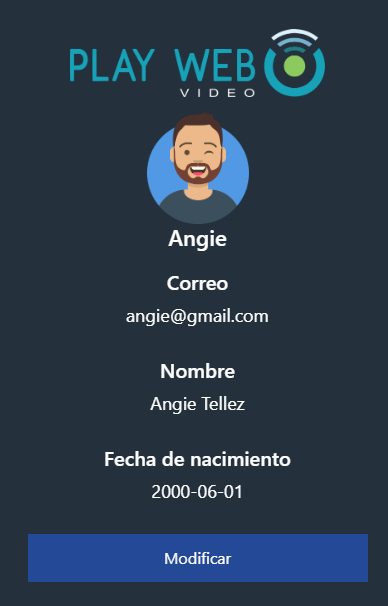 PLAY WEB
VIDEO
Angie
Correo
angie@gmail.com
Nombre
Angie Tellez
Fecha de nacimiento
2000-06-01
Modificar